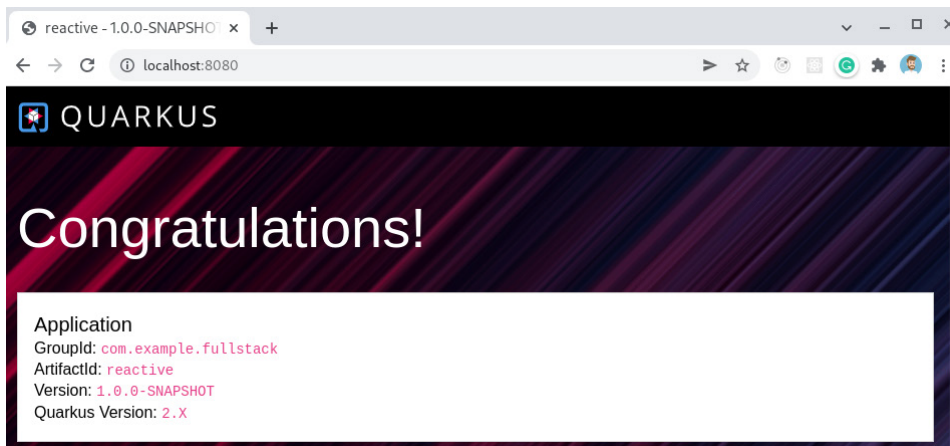 reactive - 1.0.0-SNAPSHO
localhost:8080
QUARKUS
Congratulations!
Application
GroupId: com.example.fullstack
ArtifactId: reactive
Version: 1.0.0-SNAPSHOT
Quarkus Version: 2.X